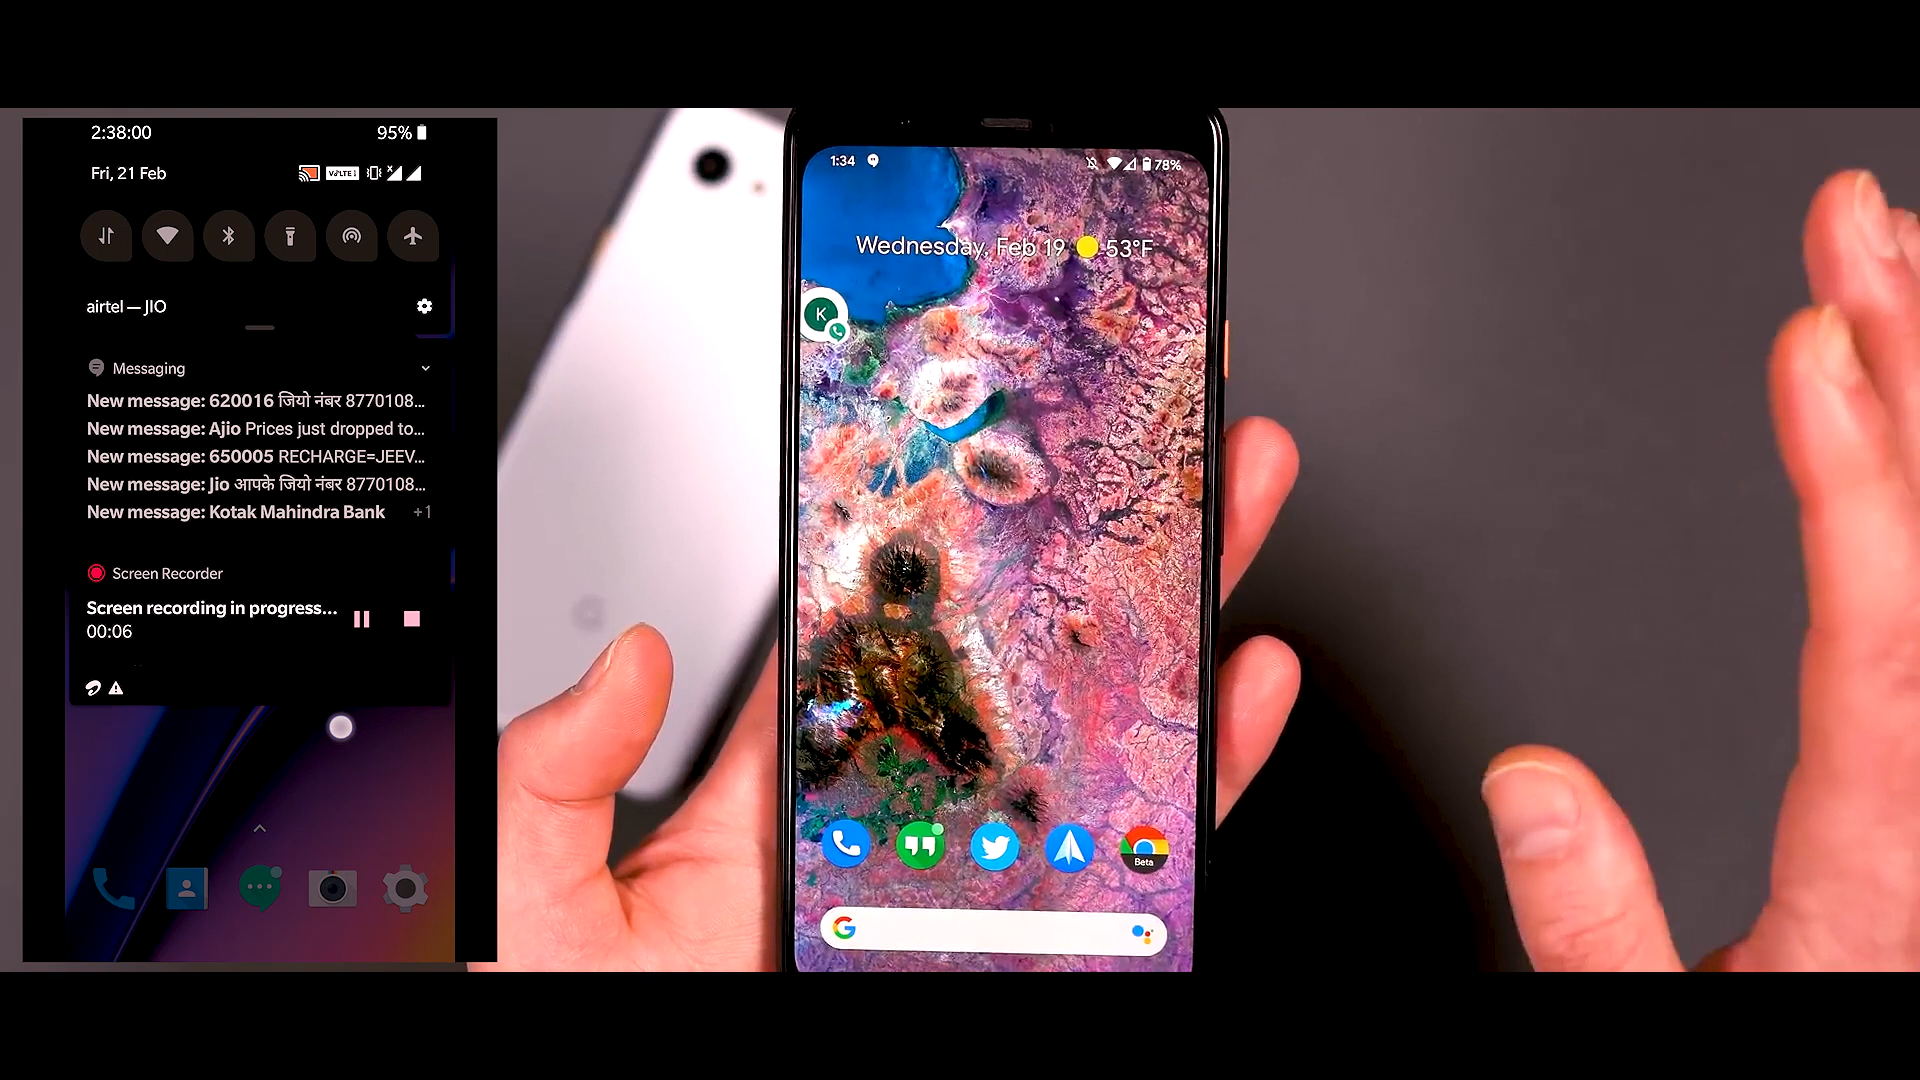 2:38:00
95%
Fri, 21 Feb
VoLTE 1
airtel — JIO
Messaging
New message: 620016 जियो नंबर 8770108...
New message: Ajio Prices just dropped to...
New message: 650005 RECHARGE=JEEV...
New message: Jio आपके जियो नंबर 8770108...
New message: Kotak Mahindra Bank +1
Screen Recorder
Screen recording in progress...
00:06
1:34
78%
Wednesday, Feb 19 53°F
K
Beta
G